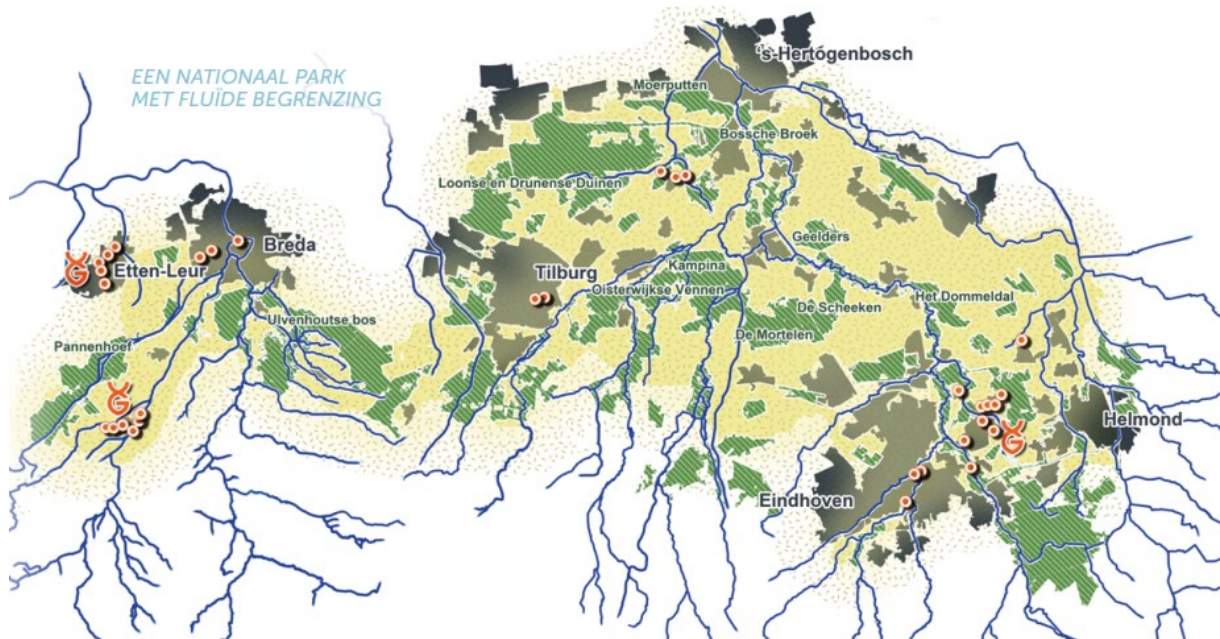 EEN NATIONAAL PARK
MET FLUÏDE BEGRENZING
's-Hertógenbosch
Moerputten
Bossche Broek
Loonse en Drunense Duinen
Breda
Etten-Leur
Geelders
Tilburg
Kampina
Oisterwijkse Vennen
Het Dommeldal
De Scheeken
Ulvenhoutse bos
De Mortelen
Pannenhoef
G
G
Helmond
G
Eindhoven